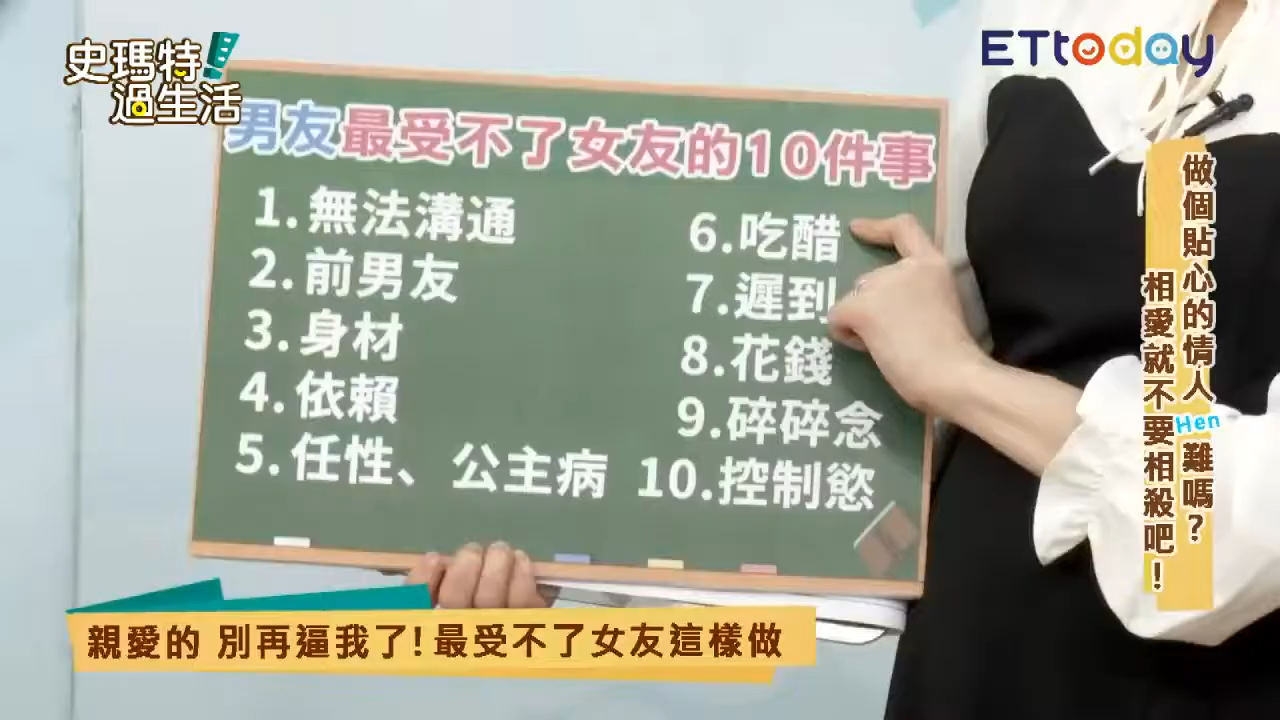 史瑪特!
過生活
ETtoday
男友最受不了女友的10件事
1.無法溝通
2.前男友
3.身材
4.依賴
5.任性、公主病
6.吃醋
7.遲到
8.花錢
9.碎碎念
10.控制慾
做個貼心的情人Hen難嗎?
相愛就不要相殺吧!
親愛的 別再逼我了!最受不了女友這樣做